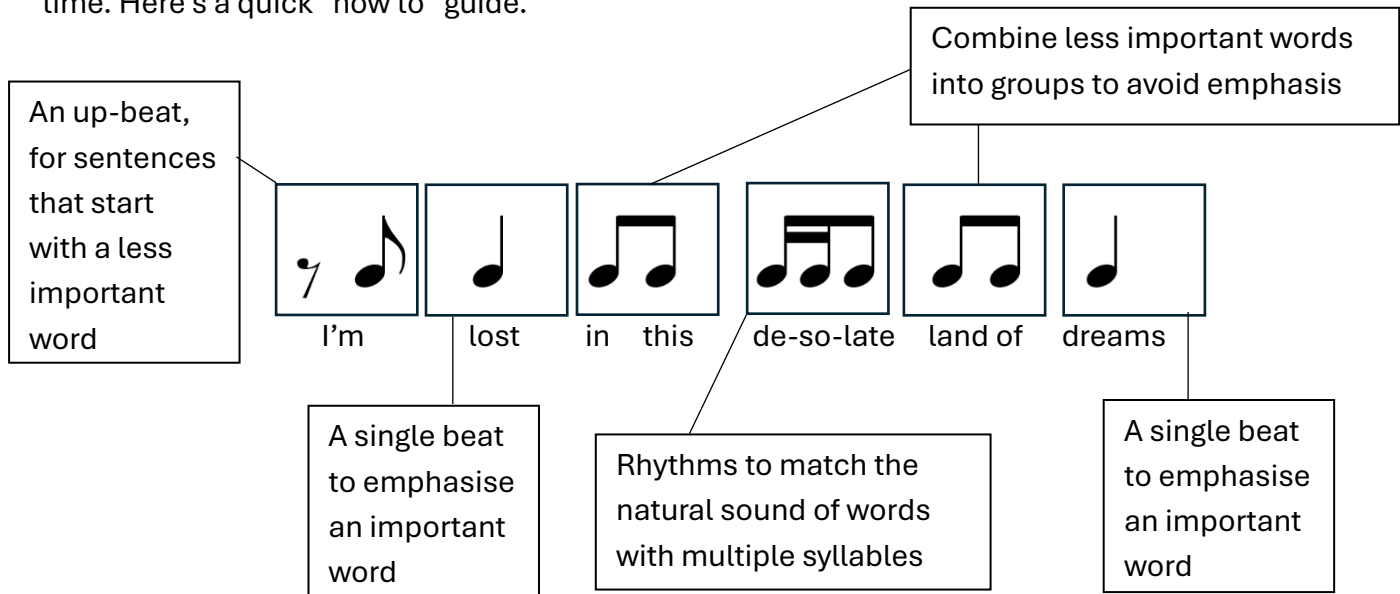 time. Here's a quick "how to" guide.
Combine less important words
into groups to avoid emphasis
An up-beat,
for sentences
that start
with a less
important
word
I'm lost in this de-so-late land of dreams
A single beat
to emphasise
an important
word
Rhythms to match the
natural sound of words
with multiple syllables
A single beat
to emphasise
an important
word